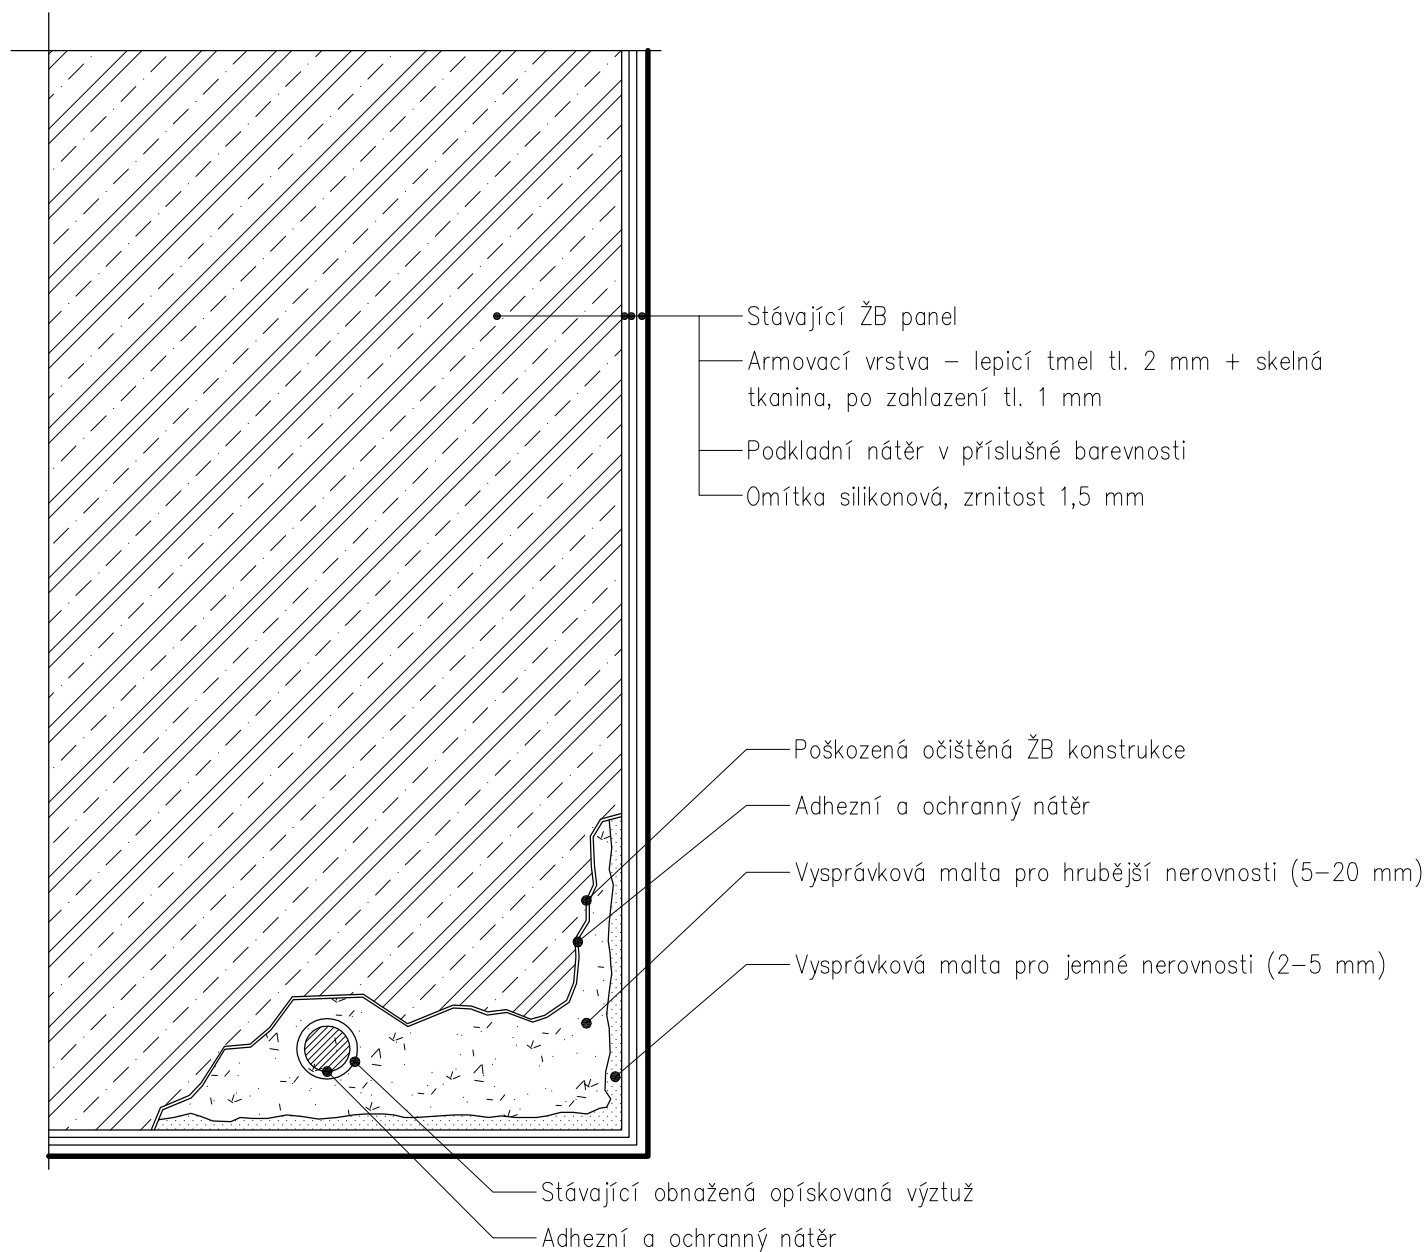 Stávající ŽB panel
Armovací vrstva – lepicí tmel tl. 2 mm + skelná
tkanina, po zahlazení tl. 1 mm
Podkladní nátěr v příslušné barevnosti
Omítka silikonová, zrnitost 1,5 mm
Poškozená očištěná ŽB konstrukce
Adhezní a ochranný nátěr
Vysprávková malta pro hrubější nerovnosti (5–20 mm)
Vysprávková malta pro jemné nerovnosti (2–5 mm)
Stávající obnažená opískovaná výztuž
Adhezní a ochranný nátěr